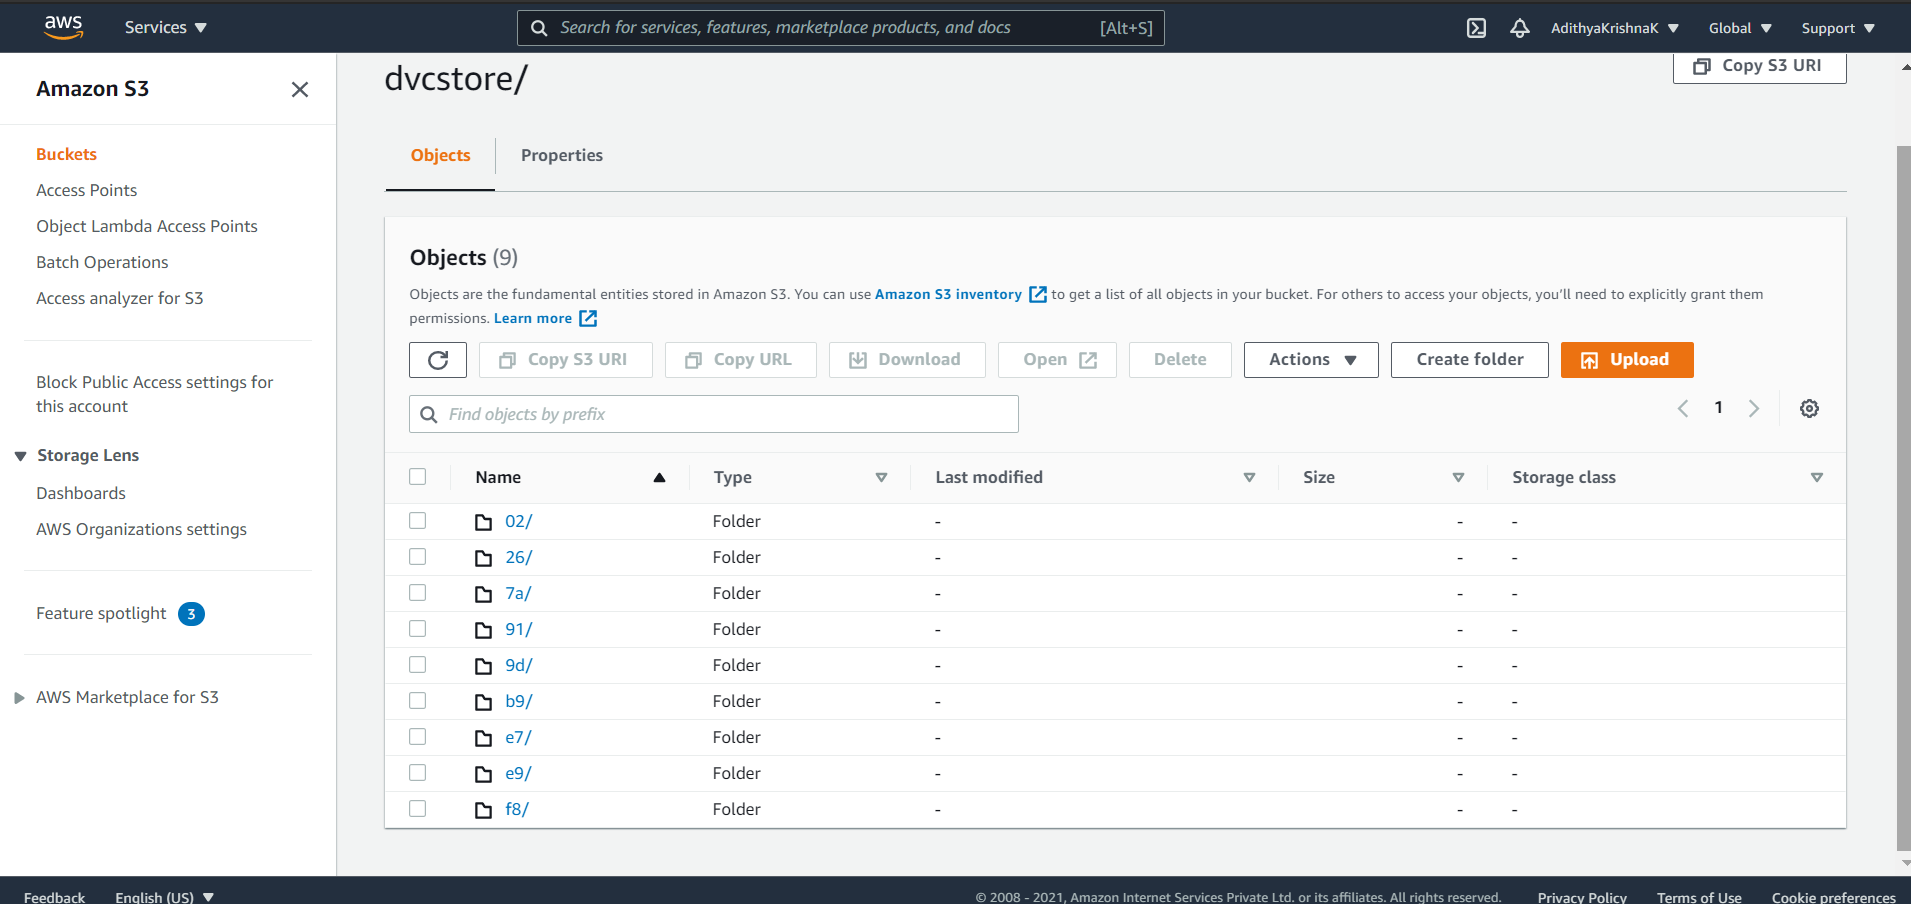 aws
Services
Search for services, features, marketplace products, and docs [Alt+S]
AdithyaKrishnaK
Global
Support
Amazon S3
Buckets
Access Points
Object Lambda Access Points
Batch Operations
Access analyzer for S3
Block Public Access settings for
this account
Storage Lens
Dashboards
AWS Organizations settings
Feature spotlight 3
AWS Marketplace for S3
dvcstore/
Copy S3 URI
Objects Properties
Objects (9)
Objects are the fundamental entities stored in Amazon S3. You can use Amazon S3 inventory to get a list of all objects in your bucket. For others to access your objects, you'll need to explicitly grant them
permissions. Learn more
Copy S3 URI Copy URL Download Open Delete Actions Create folder Upload
Find objects by prefix
1
Name Type Last modified Size Storage class
02/ Folder - - -
26/ Folder - - -
7a/ Folder - - -
91/ Folder - - -
9d/ Folder - - -
b9/ Folder - - -
e7/ Folder - - -
e9/ Folder - - -
f8/ Folder - - -
Feedback English (US) © 2008 - 2021, Amazon Internet Services Private Ltd. or its affiliates. All rights reserved. Privacy Policy Terms of Use Cookie preferences